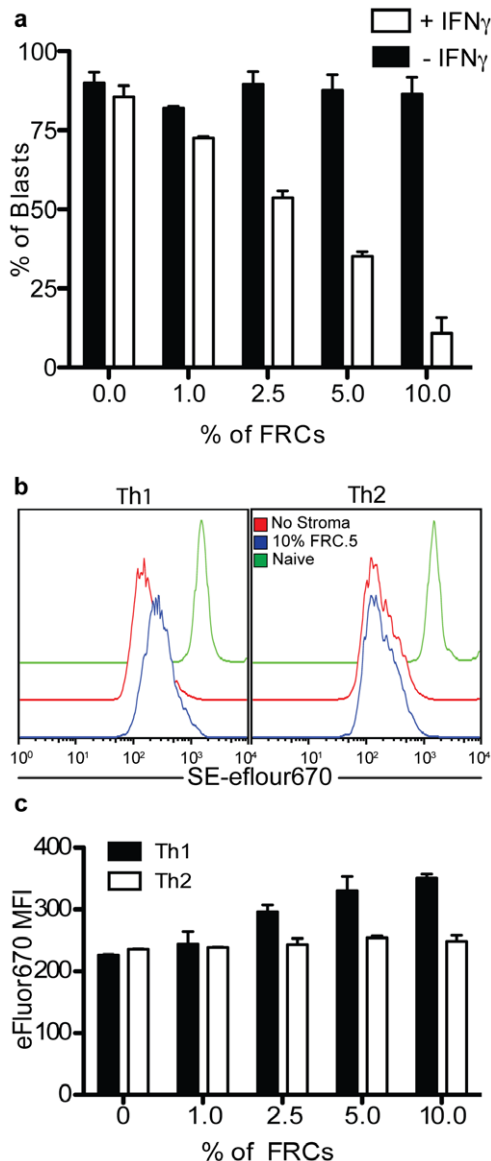 a
+ IFNγ
- IFNγ
100
75
50
25
0
% of Blasts
0.0 1.0 2.5 5.0 10.0
% of FRCs
b
Th1 Th2
No Stroma
10% FRC.5
Naive
10⁰ 10¹ 10² 10³ 10⁴ 10¹ 10² 10³ 10⁴
SE-eflour670
c
Th1
Th2
400
300
200
100
0
eFluor670 MFI
0 1.0 2.5 5.0 10.0
% of FRCs